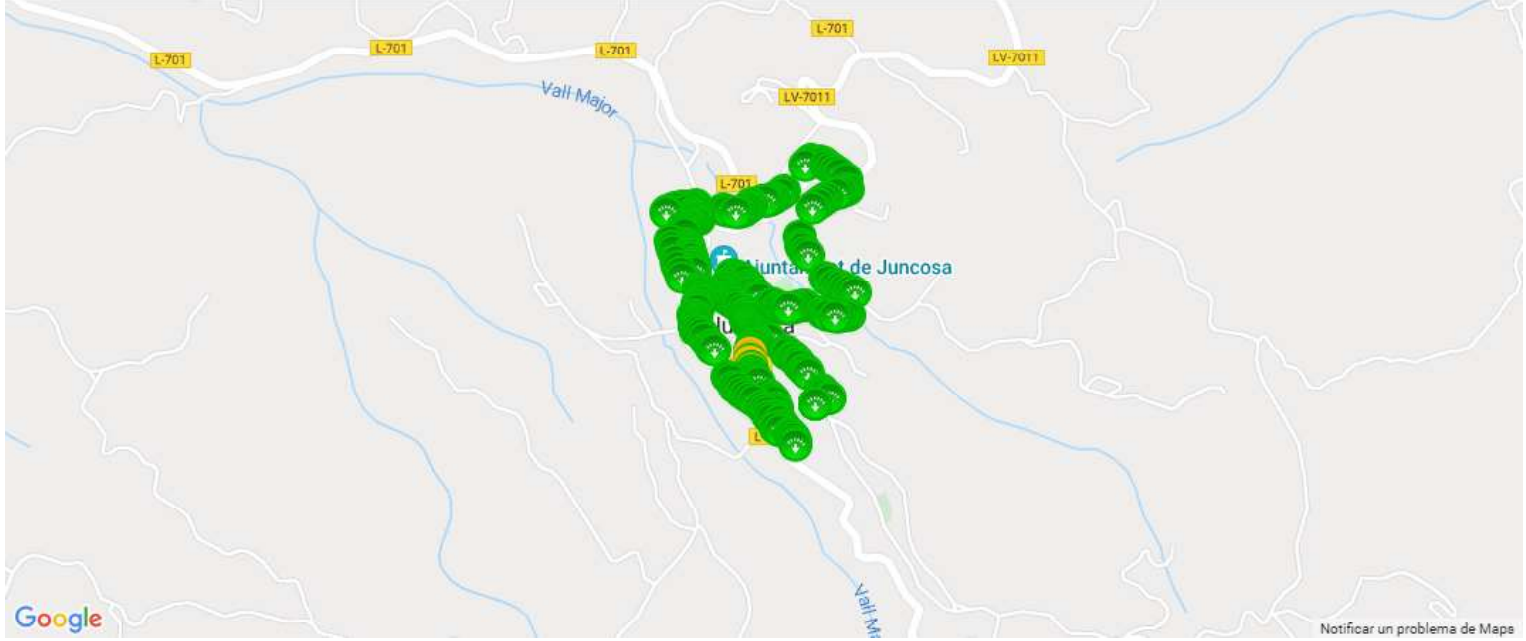 L-701
LV-7011
L-701
L-701
L-701
Vall Major
LV-7011
L-701
Ajuntament de Juncosa
Google
Notificar un problema de Maps